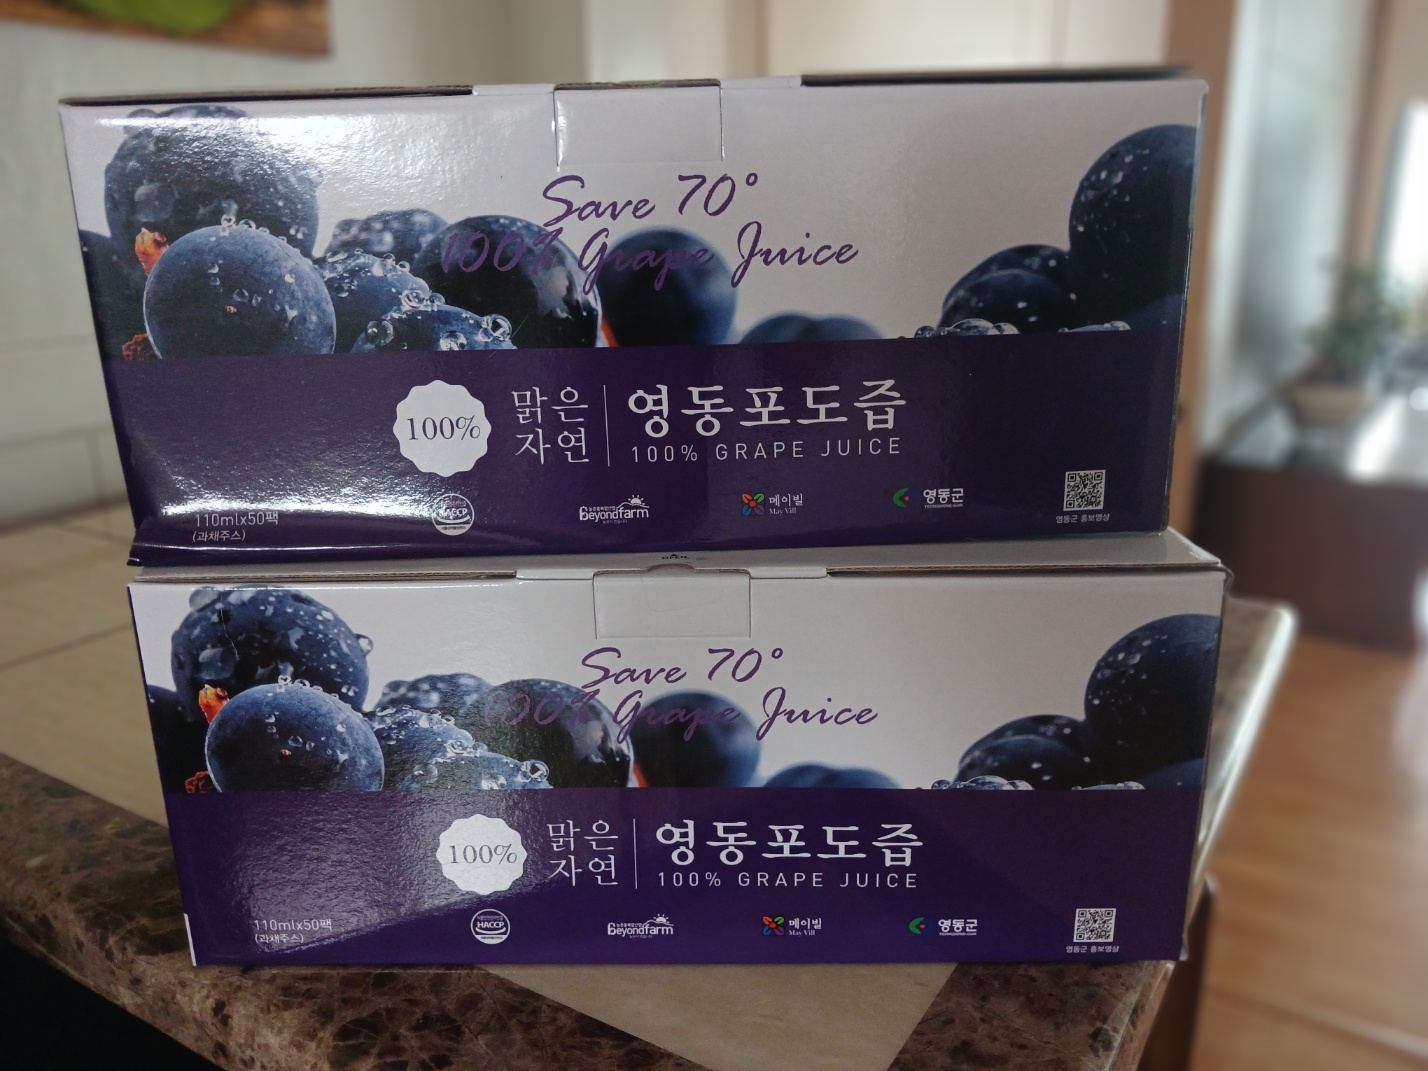 Save 70°
100% Grape Juice
100%
맑은
자연
영동포도즙
100% GRAPE JUICE
110mlx50팩
(과채주스)
HACCP
beyondfarm
메이빌
May Vill
영동군
영동군 홍보영상
Save 70°
100% Grape Juice
100%
맑은
자연
영동포도즙
100% GRAPE JUICE
110mlx50팩
(과채주스)
HACCP
beyondfarm
메이빌
May Vill
영동군
영동군 홍보영상